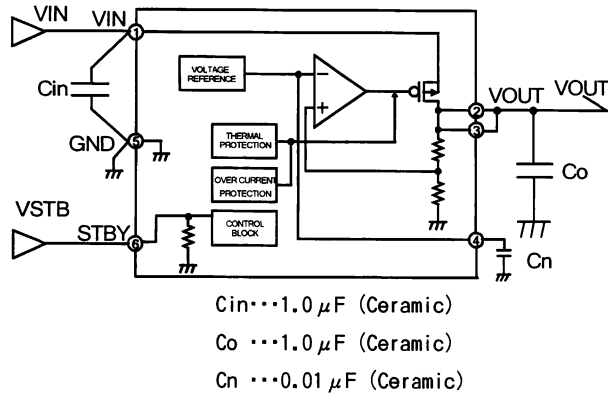 VIN
VIN
1
VOLTAGE
REFERENCE
−
+
Cin
THERMAL
PROTECTION
OVER CURRENT
PROTECTION
GND
5
2
3
VOUT
VOUT
Co
VSTB
STBY
6
CONTROL
BLOCK
4
Cn
Cin･･･1.0μF (Ceramic)
Co ･･･1.0μF (Ceramic)
Cn ･･･0.01μF (Ceramic)